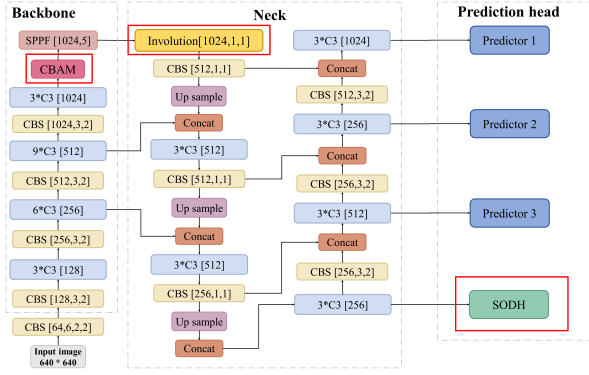 Backbone
SPPF [1024,5]
CBAM
3*C3 [1024]
CBS [1024,3,2]
9*C3 [512]
CBS [512,3,2]
6*C3 [256]
CBS [256,3,2]
3*C3 [128]
CBS [128,3,2]
CBS [64,6,2,2]
Input image
640 * 640
Neck
Involution[1024,1,1]
CBS [512,1,1]
Up sample
Concat
3*C3 [512]
CBS [512,1,1]
Up sample
Concat
3*C3 [512]
CBS [256,1,1]
Up sample
Concat
3*C3 [1024]
Concat
CBS [512,3,2]
3*C3 [256]
Concat
CBS [256,3,2]
3*C3 [512]
Concat
CBS [256,3,2]
3*C3 [256]
Prediction head
Predictor 1
Predictor 2
Predictor 3
SODH